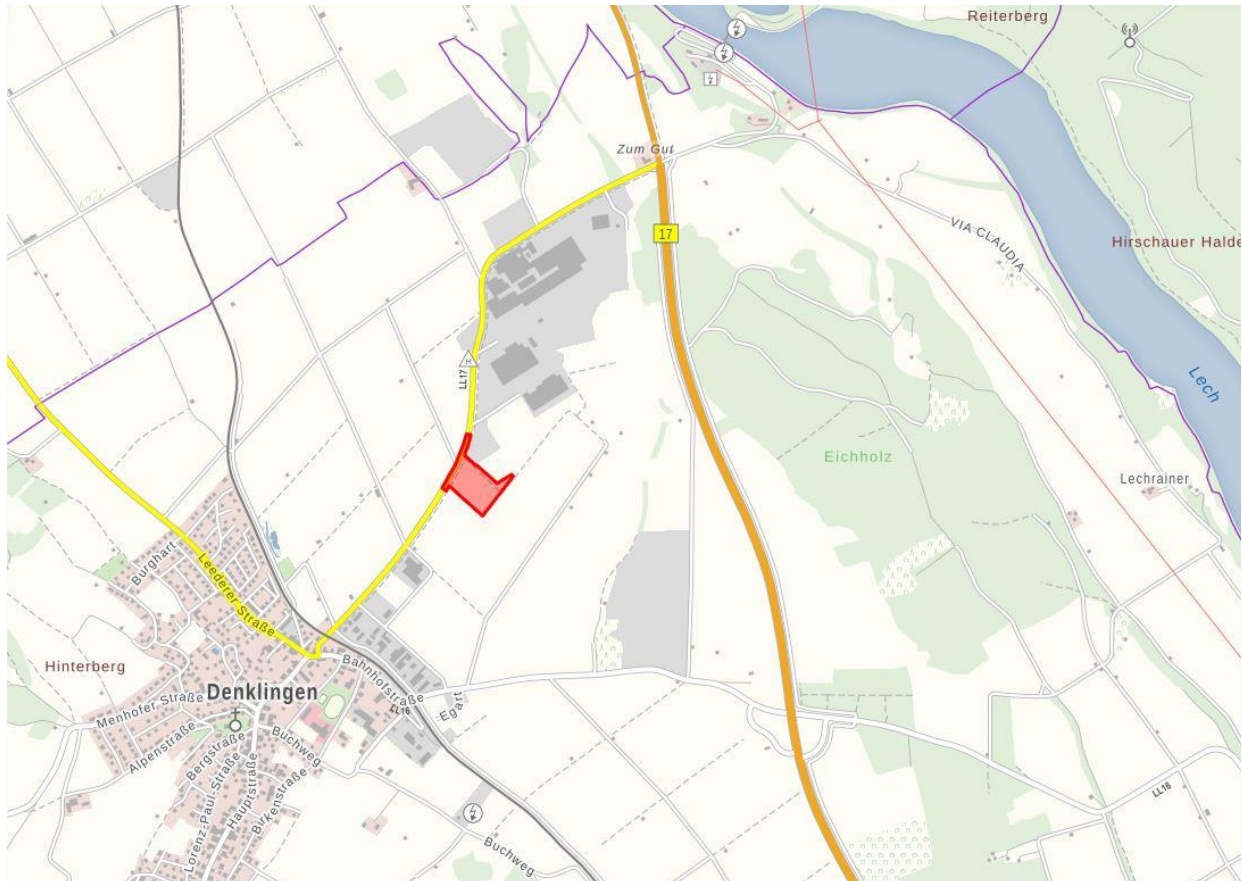 Reiterberg
Zum Gut
17
VIA CLAUDIA
Hirschauer Halde
H
LL17
Lech
Eichholz
Lechrainer
Burghart
Leederer Straße
Hinterberg
Denklingen
Bahnhofstraße
Menhofer Straße
LL16
Egart
Alpenstraße
Bergstraße
Buchweg
Lorenz-Paul-Straße
Hauptstraße
Birkenstraße
LL16
Buchweg